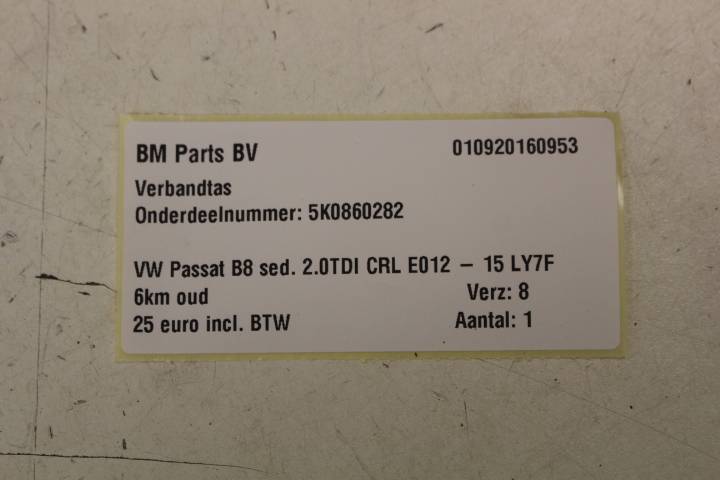 BM Parts BV 010920160953
Verbandtas
Onderdeelnummer: 5K0860282
VW Passat B8 sed. 2.0TDI CRL E012 – 15 LY7F
6km oud Verz: 8
25 euro incl. BTW Aantal: 1